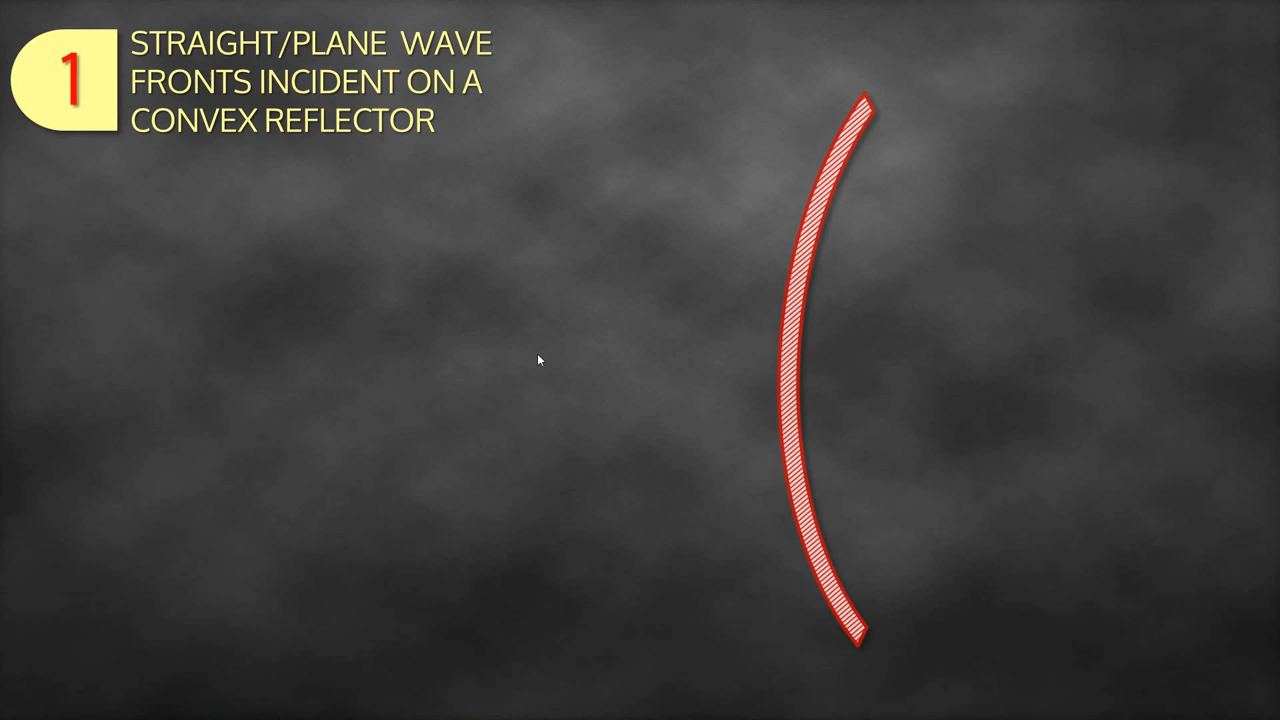 1
STRAIGHT/PLANE WAVE
FRONTS INCIDENT ON A
CONVEX REFLECTOR